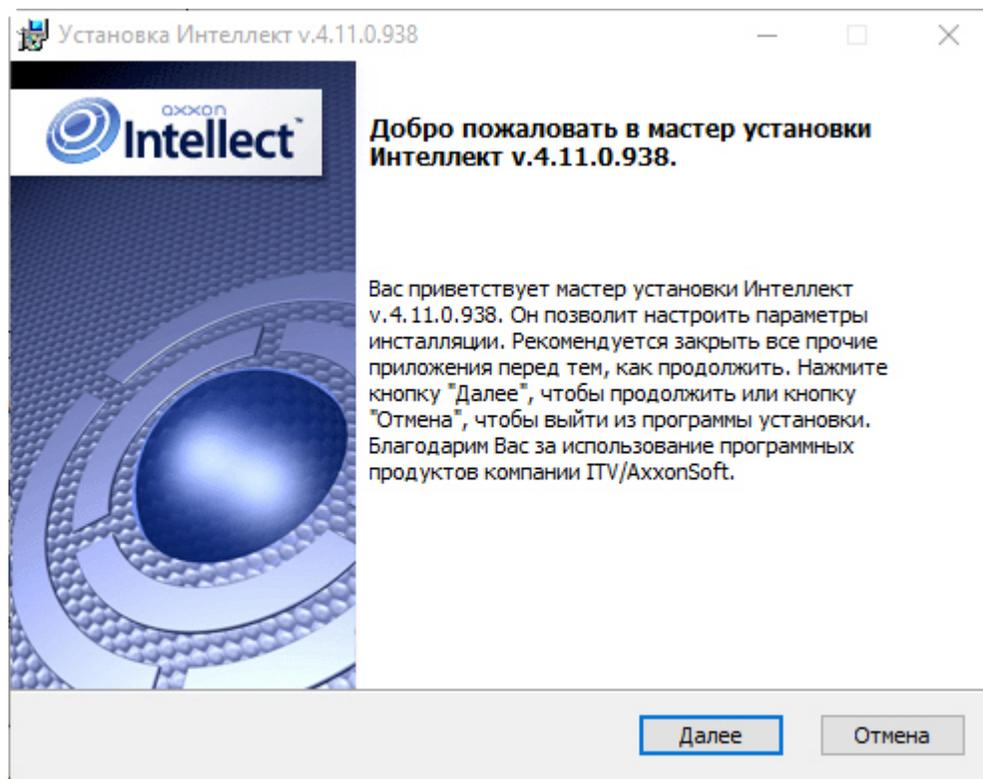 Установка Интеллект v.4.11.0.938
axxon
Intellect™
Добро пожаловать в мастер установки
Интеллект v.4.11.0.938.
Вас приветствует мастер установки Интеллект
v.4.11.0.938. Он позволит настроить параметры
инсталляции. Рекомендуется закрыть все прочие
приложения перед тем, как продолжить. Нажмите
кнопку "Далее", чтобы продолжить или кнопку
"Отмена", чтобы выйти из программы установки.
Благодарим Вас за использование программных
продуктов компании ITV/AxxonSoft.
Далее
Отмена